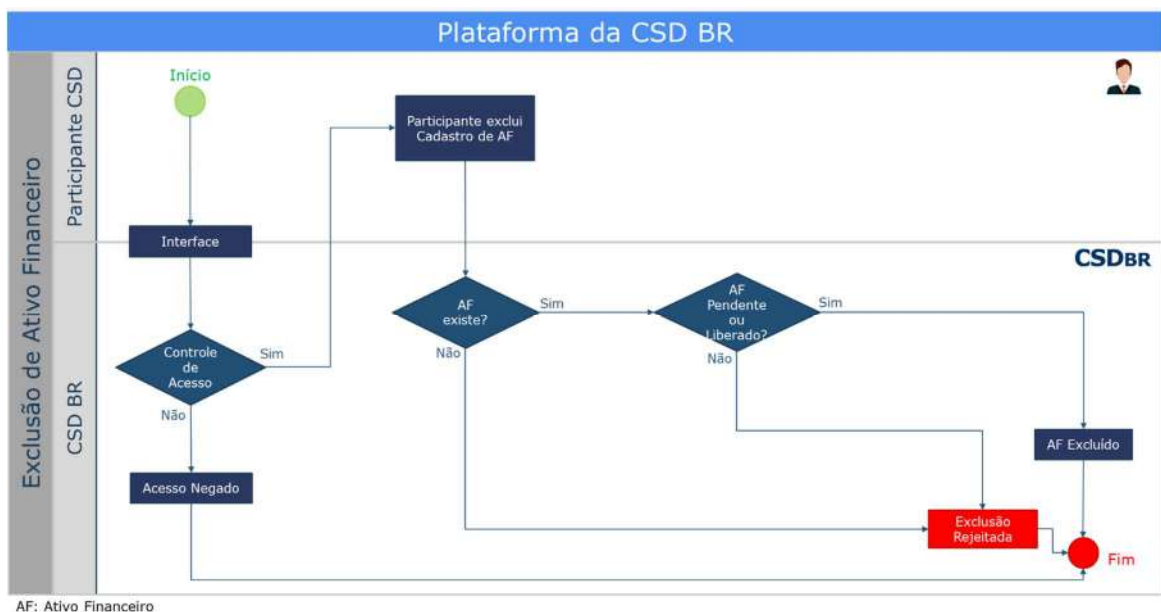 Plataforma da CSD BR
Exclusão de Ativo Financeiro
Participante CSD
CSD BR
Início
Participante exclui
Cadastro de AF
Interface
CSDBR
AF
existe?
Sim
Não
AF
Pendente
ou
Liberado?
Sim
Não
Controle
de
Acesso
Sim
Não
AF Excluído
Acesso Negado
Exclusão
Rejeitada
Fim
AF: Ativo Financeiro